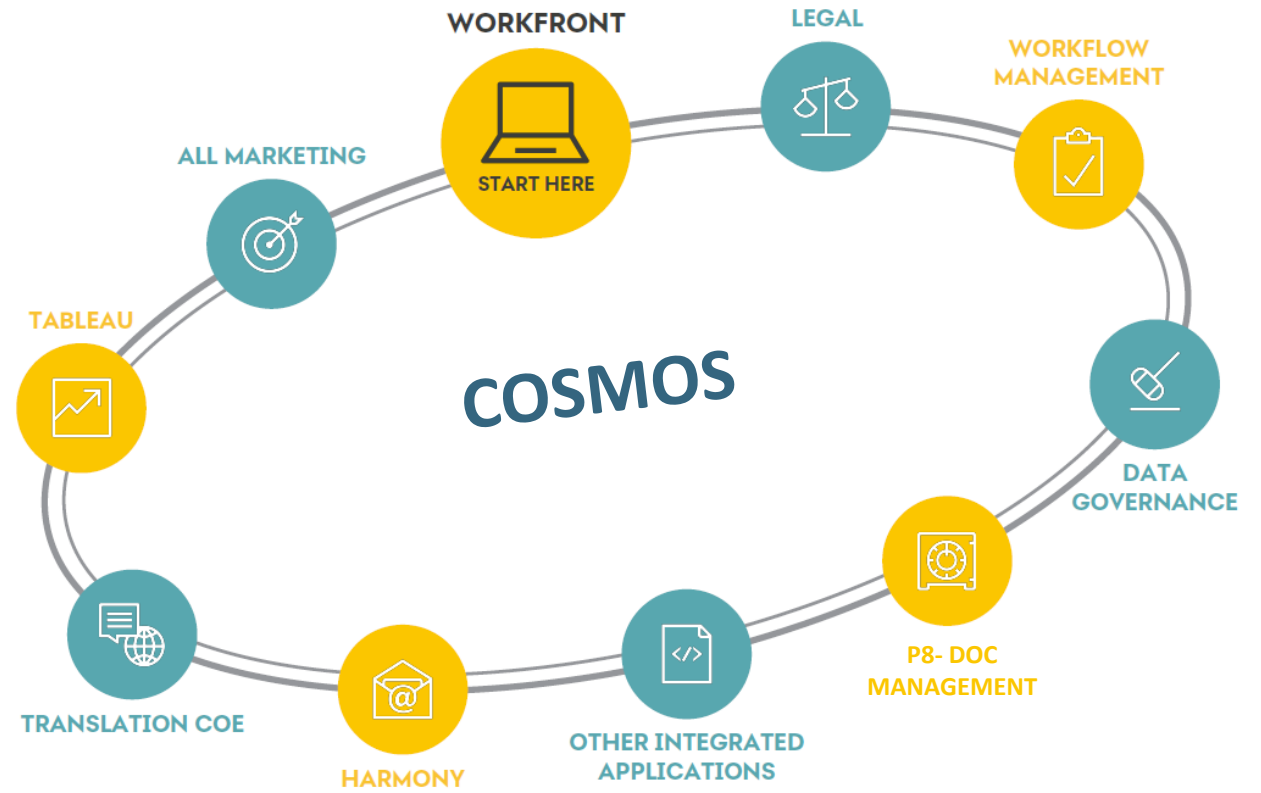 WORKFRONT
START HERE
LEGAL
WORKFLOW
MANAGEMENT
DATA
GOVERNANCE
P8- DOC
MANAGEMENT
OTHER INTEGRATED
APPLICATIONS
HARMONY
TRANSLATION COE
TABLEAU
ALL MARKETING
COSMOS
@
</>